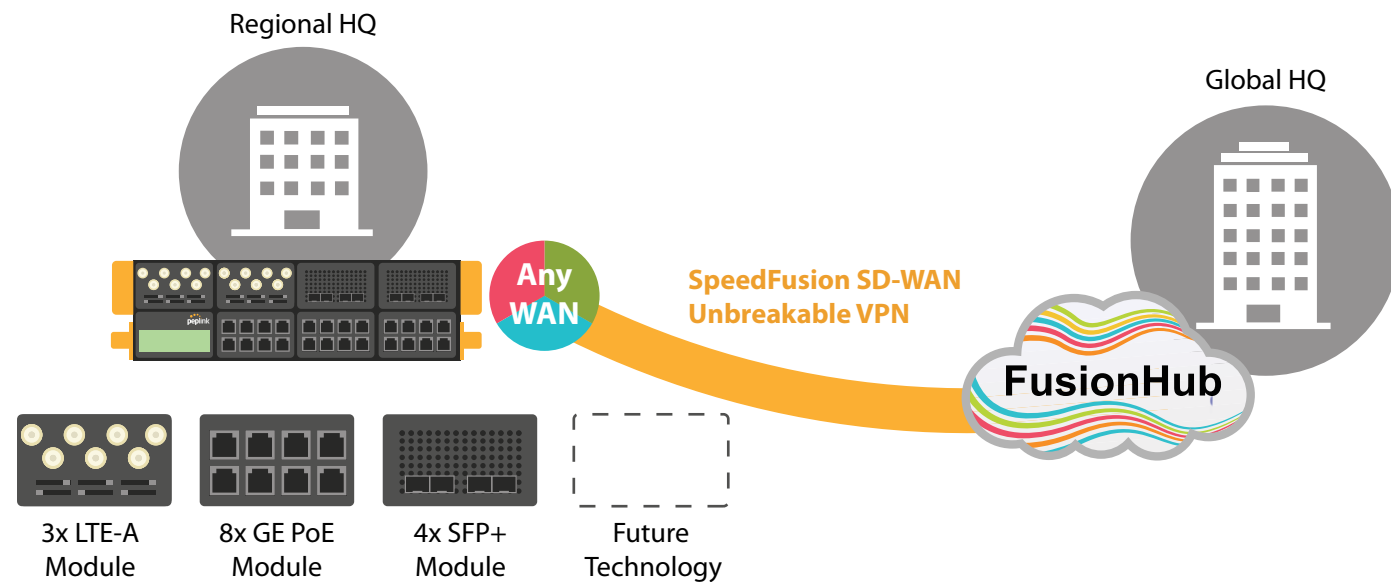 Regional HQ
Global HQ
peplink
Any
WAN
SpeedFusion SD-WAN
Unbreakable VPN
FusionHub
3x LTE-A
Module
8x GE PoE
Module
4x SFP+
Module
Future
Technology